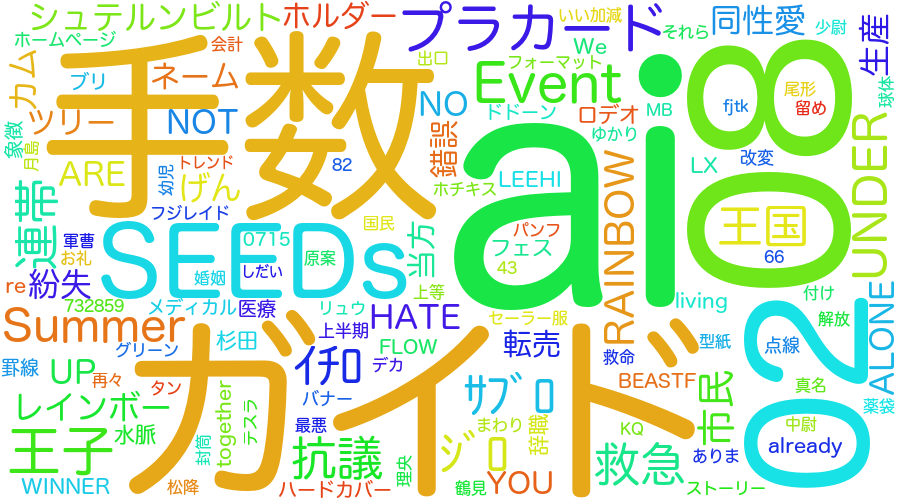 シュテルンビルト
ホルダー
プラカード
いい加減
同性愛
少尉
ホームページ
会計
それら
生産
カム
ブリ
ネーム
手数
出口
Event
フォーマット
We
ai
08
尾形
留め
fjtk
球体
ツリー
NOT
トレンド
NO
ドドーン
ロデオ
MB
ゆかり
象徴
月島
ARE
幼児
げん
82
錯誤
ホチキス
LEEHI
LX
改変
UNDER
連帯
フジレイド
国民
当方
パンフ
フェス
RAINBOW
王国
軍曹
お礼
SEEDs
0715
しだい
原案
43
66
re
紛失
婚姻
上等
732859
メディカル
医療
リュウ
セーラー服
living
付け
Summer
杉田
上半期
HATE
転売
解放
罫線
グリーン
イチロ
FLOW
デカ
救命
型紙
点線
ALONE
02
UP
再々
タン
ガイド
バナー
サブロ
BEASTF
真名
薬袋
レインボー
together
テスラ
最悪
まわり
辞職
KQ
市民
中尉
王子
水脈
封筒
抗議
理央
ジロ
救急
ありま
already
WINNER
松降
ハードカバー
鶴見
YOU
ストーリー